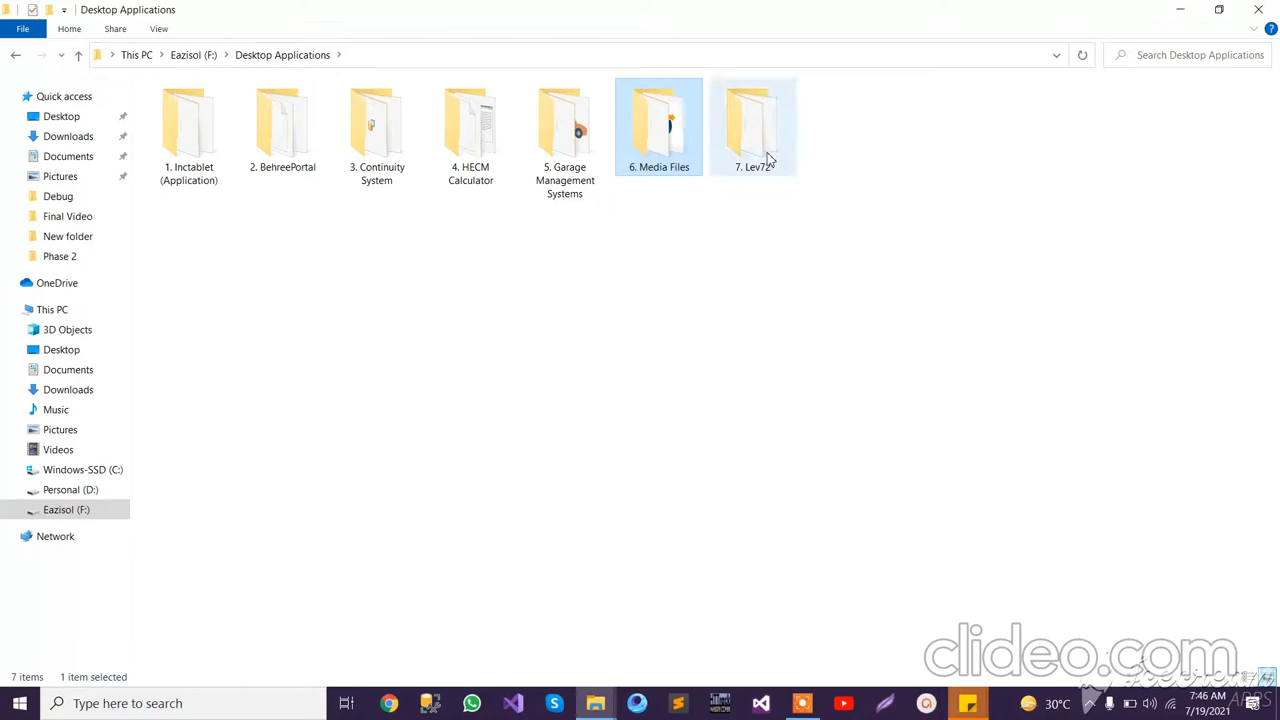 Desktop Applications
File Home Share View
This PC Eazisol (F:) Desktop Applications
Search Desktop Applications
Quick access
Desktop
Downloads
Documents
Pictures
Debug
Final Video
New folder
Phase 2
OneDrive
This PC
3D Objects
Desktop
Documents
Downloads
Music
Pictures
Videos
Windows-SSD (C:)
Personal (D:)
Eazisol (F:)
Network
1. Inctablet
(Application)
2. BehreePortal
3. Continuity
System
4. HECM
Calculator
5. Garage
Management
Systems
6. Media Files
7. Lev72
7 items 1 item selected
clideo.com
Type here to search
30°C
7:46 AM
7/19/2021
APPS